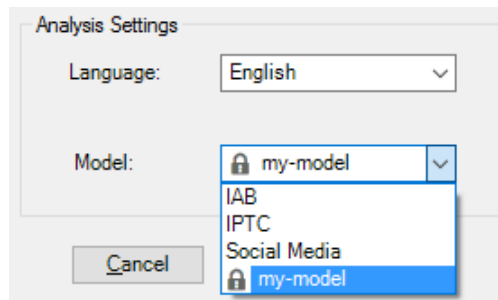 Analysis Settings
Language: English
Model: my-model
IAB
IPTC
Social Media
my-model
Cancel